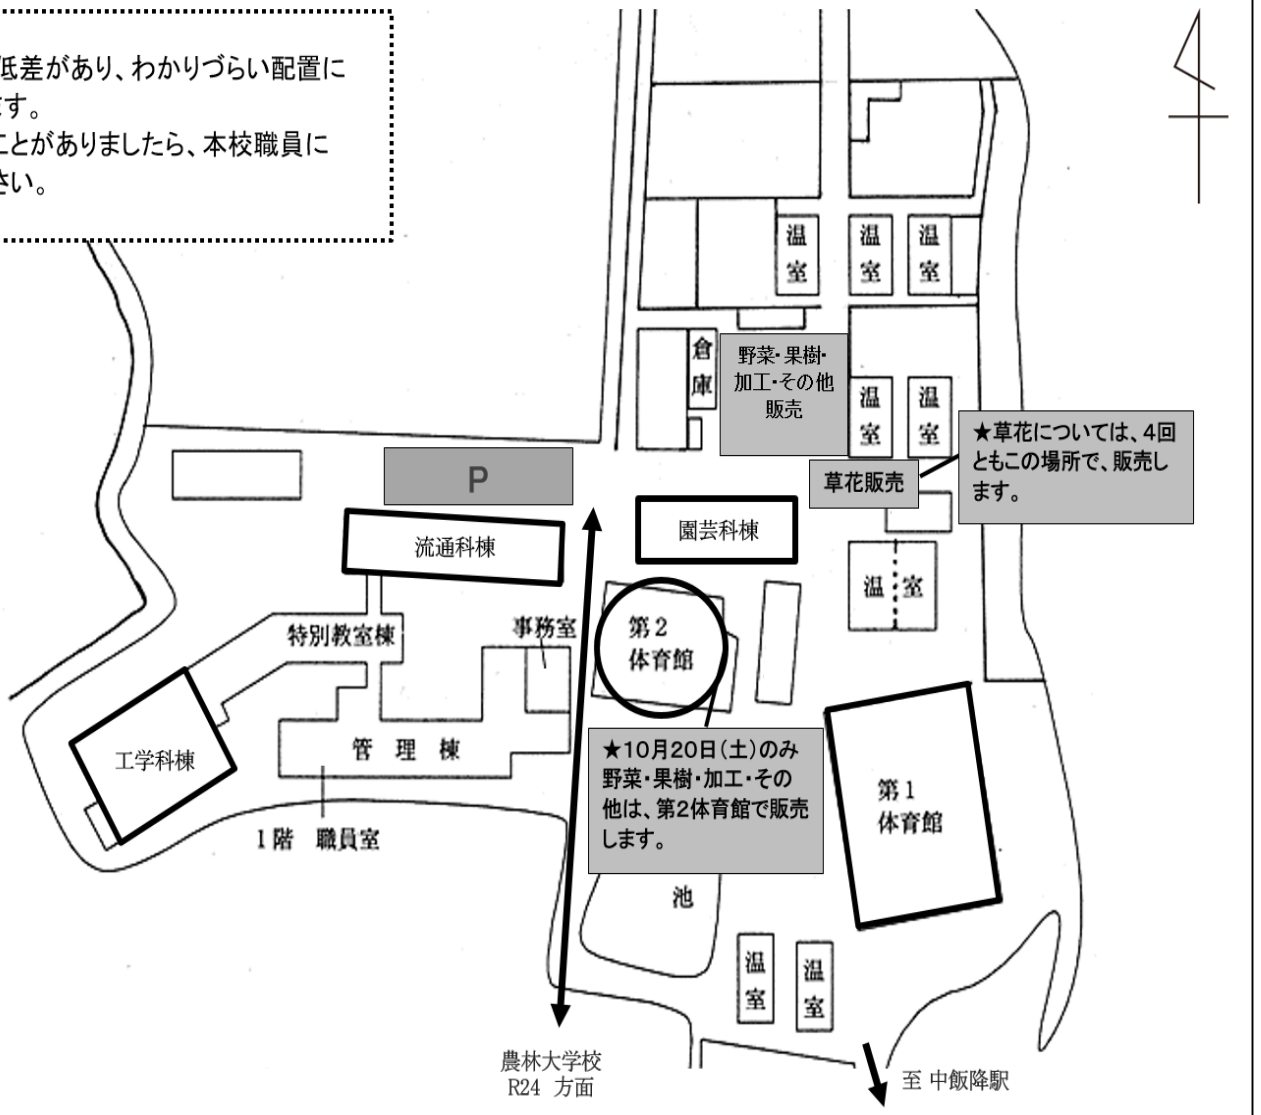 低差があり、わかりづらい配置に
ます。
ことがありましたら、本校職員に
さい。
温室
温室
温室
倉庫
野菜・果樹・
加工・その他
販売
温室
温室
★草花については、4回
ともこの場所で、販売し
ます。
P
草花販売
流通科棟
園芸科棟
温室
特別教室棟
事務室
第2
体育館
工学科棟
管理棟
★10月20日(土)のみ
野菜・果樹・加工・その
他は、第2体育館で販売
します。
第1
体育館
1階 職員室
池
温室
温室
農林大学校
R24 方面
至 中飯降駅